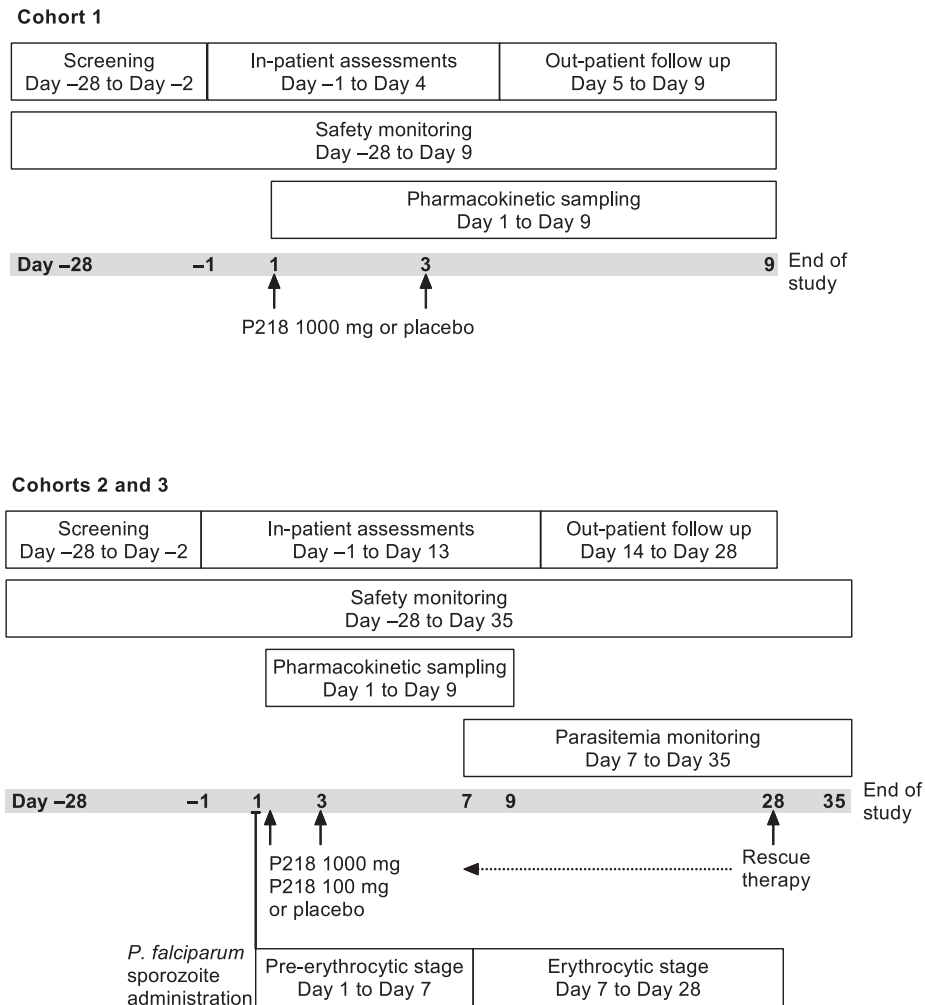 Cohort 1
Screening
Day –28 to Day –2
In-patient assessments
Day –1 to Day 4
Out-patient follow up
Day 5 to Day 9
Safety monitoring
Day –28 to Day 9
Pharmacokinetic sampling
Day 1 to Day 9
Day –28 –1 1 3 9 End of
study
P218 1000 mg or placebo
Cohorts 2 and 3
Screening
Day –28 to Day –2
In-patient assessments
Day –1 to Day 13
Out-patient follow up
Day 14 to Day 28
Safety monitoring
Day –28 to Day 35
Pharmacokinetic sampling
Day 1 to Day 9
Parasitemia monitoring
Day 7 to Day 35
Day –28 –1 1 3 7 9 28 35 End of
study
P218 1000 mg
P218 100 mg
or placebo
Rescue
therapy
P. falciparum
sporozoite
administration
Pre-erythrocytic stage
Day 1 to Day 7
Erythrocytic stage
Day 7 to Day 28